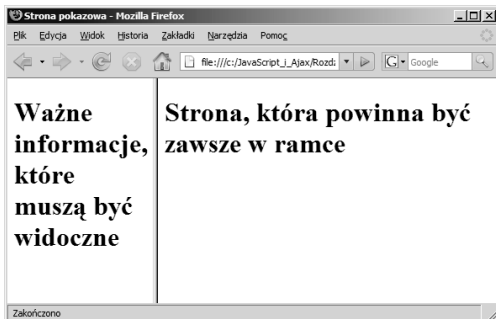 Strona pokazowa - Mozilla Firefox
Plik Edycja Widok Historia Zakładki Narzędzia Pomoc
file:///c:/JavaScript_i_Ajax/Rozdz G Google
Ważne
informacje,
które
muszą być
widoczne
Strona, która powinna być
zawsze w ramce
Zakończono